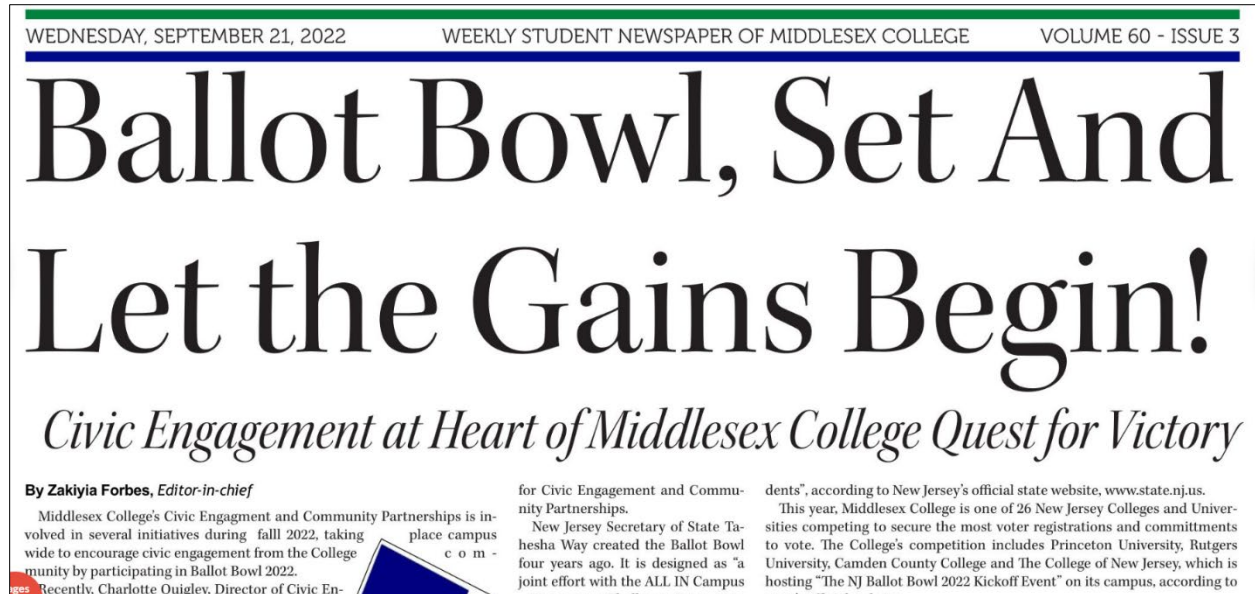 WEDNESDAY, SEPTEMBER 21, 2022
WEEKLY STUDENT NEWSPAPER OF MIDDLESEX COLLEGE
VOLUME 60 - ISSUE 3
Ballot Bowl, Set And
Let the Gains Begin!
Civic Engagement at Heart of Middlesex College Quest for Victory
By Zakiyia Forbes, Editor-in-chief
Middlesex College's Civic Engagment and Community Partnerships is in-
volved in several initiatives during falll 2022, taking place campus
wide to encourage civic engagement from the College com-
munity by participating in Ballot Bowl 2022.
Recently, Charlotte Quigley, Director of Civic En-
for Civic Engagement and Commu-
nity Partnerships.
New Jersey Secretary of State Ta-
hesha Way created the Ballot Bowl
four years ago. It is designed as "a
joint effort with the ALL IN Campus
dents", according to New Jersey's official state website, www.state.nj.us.
This year, Middlesex College is one of 26 New Jersey Colleges and Univer-
sities competing to secure the most voter registrations and commitments
to vote. The College's competition includes Princeton University, Rutgers
University, Camden County College and The College of New Jersey, which is
hosting "The NJ Ballot Bowl 2022 Kickoff Event" on its campus, according to